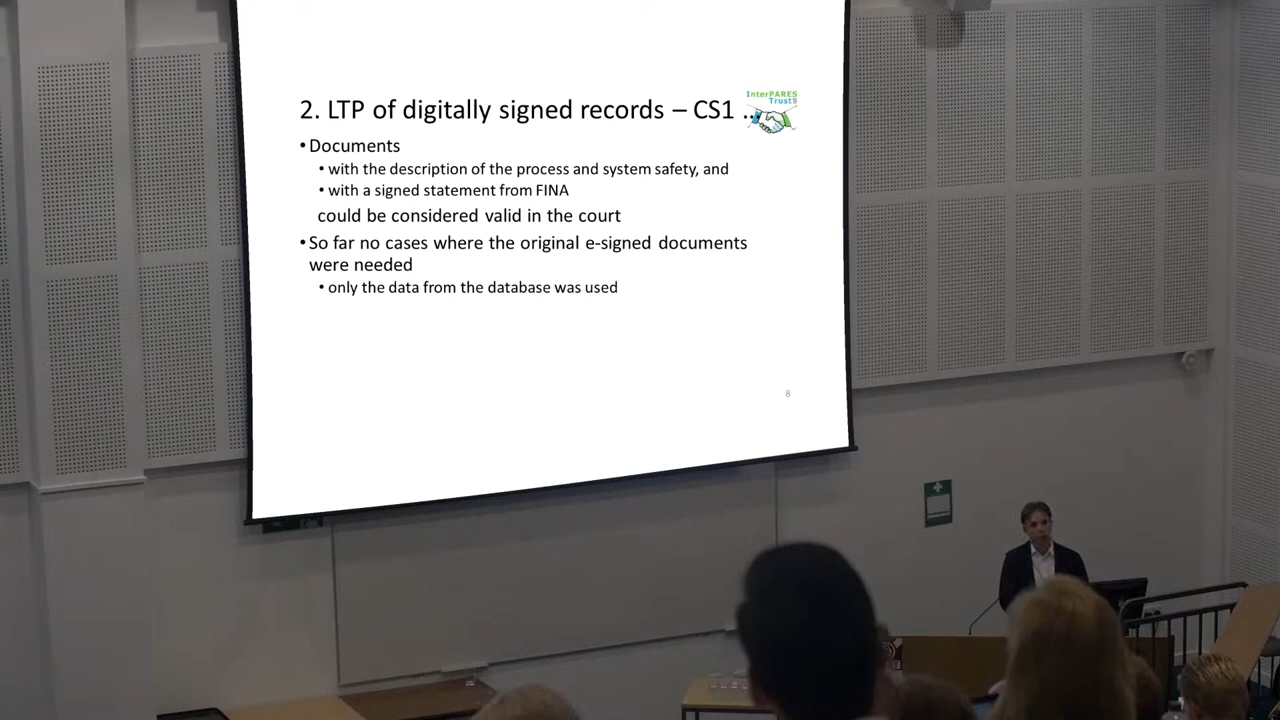 InterPARES
Trust
2. LTP of digitally signed records – CS1 ...
• Documents
• with the description of the process and system safety, and
• with a signed statement from FINA
could be considered valid in the court
• So far no cases where the original e-signed documents
were needed
• only the data from the database was used
8